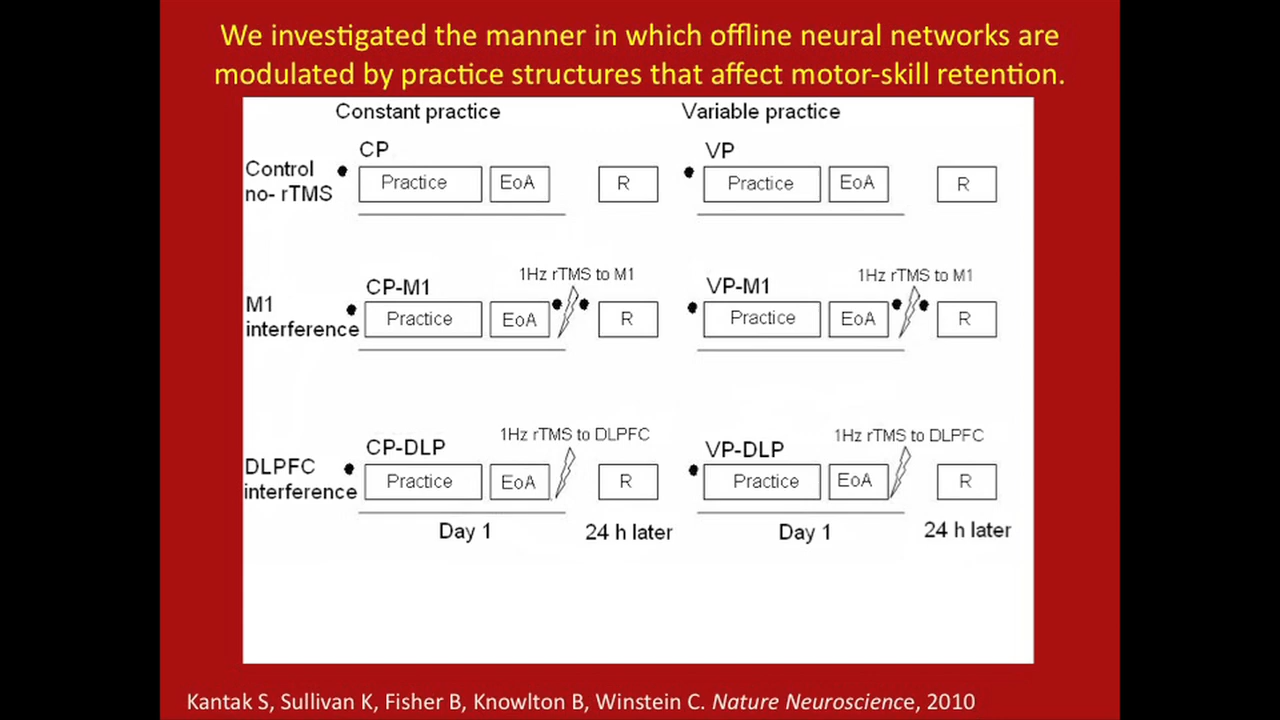 We investigated the manner in which offline neural networks are
modulated by practice structures that affect motor-skill retention.
Constant practice Variable practice
Control
no- rTMS
CP
Practice EoA R
VP
Practice EoA R
M1
interference
CP-M1
1Hz rTMS to M1
Practice EoA R
VP-M1
1Hz rTMS to M1
Practice EoA R
DLPFC
interference
CP-DLP
1Hz rTMS to DLPFC
Practice EoA R
VP-DLP
1Hz rTMS to DLPFC
Practice EoA R
Day 1 24 h later Day 1 24 h later
Kantak S, Sullivan K, Fisher B, Knowlton B, Winstein C. Nature Neuroscience, 2010